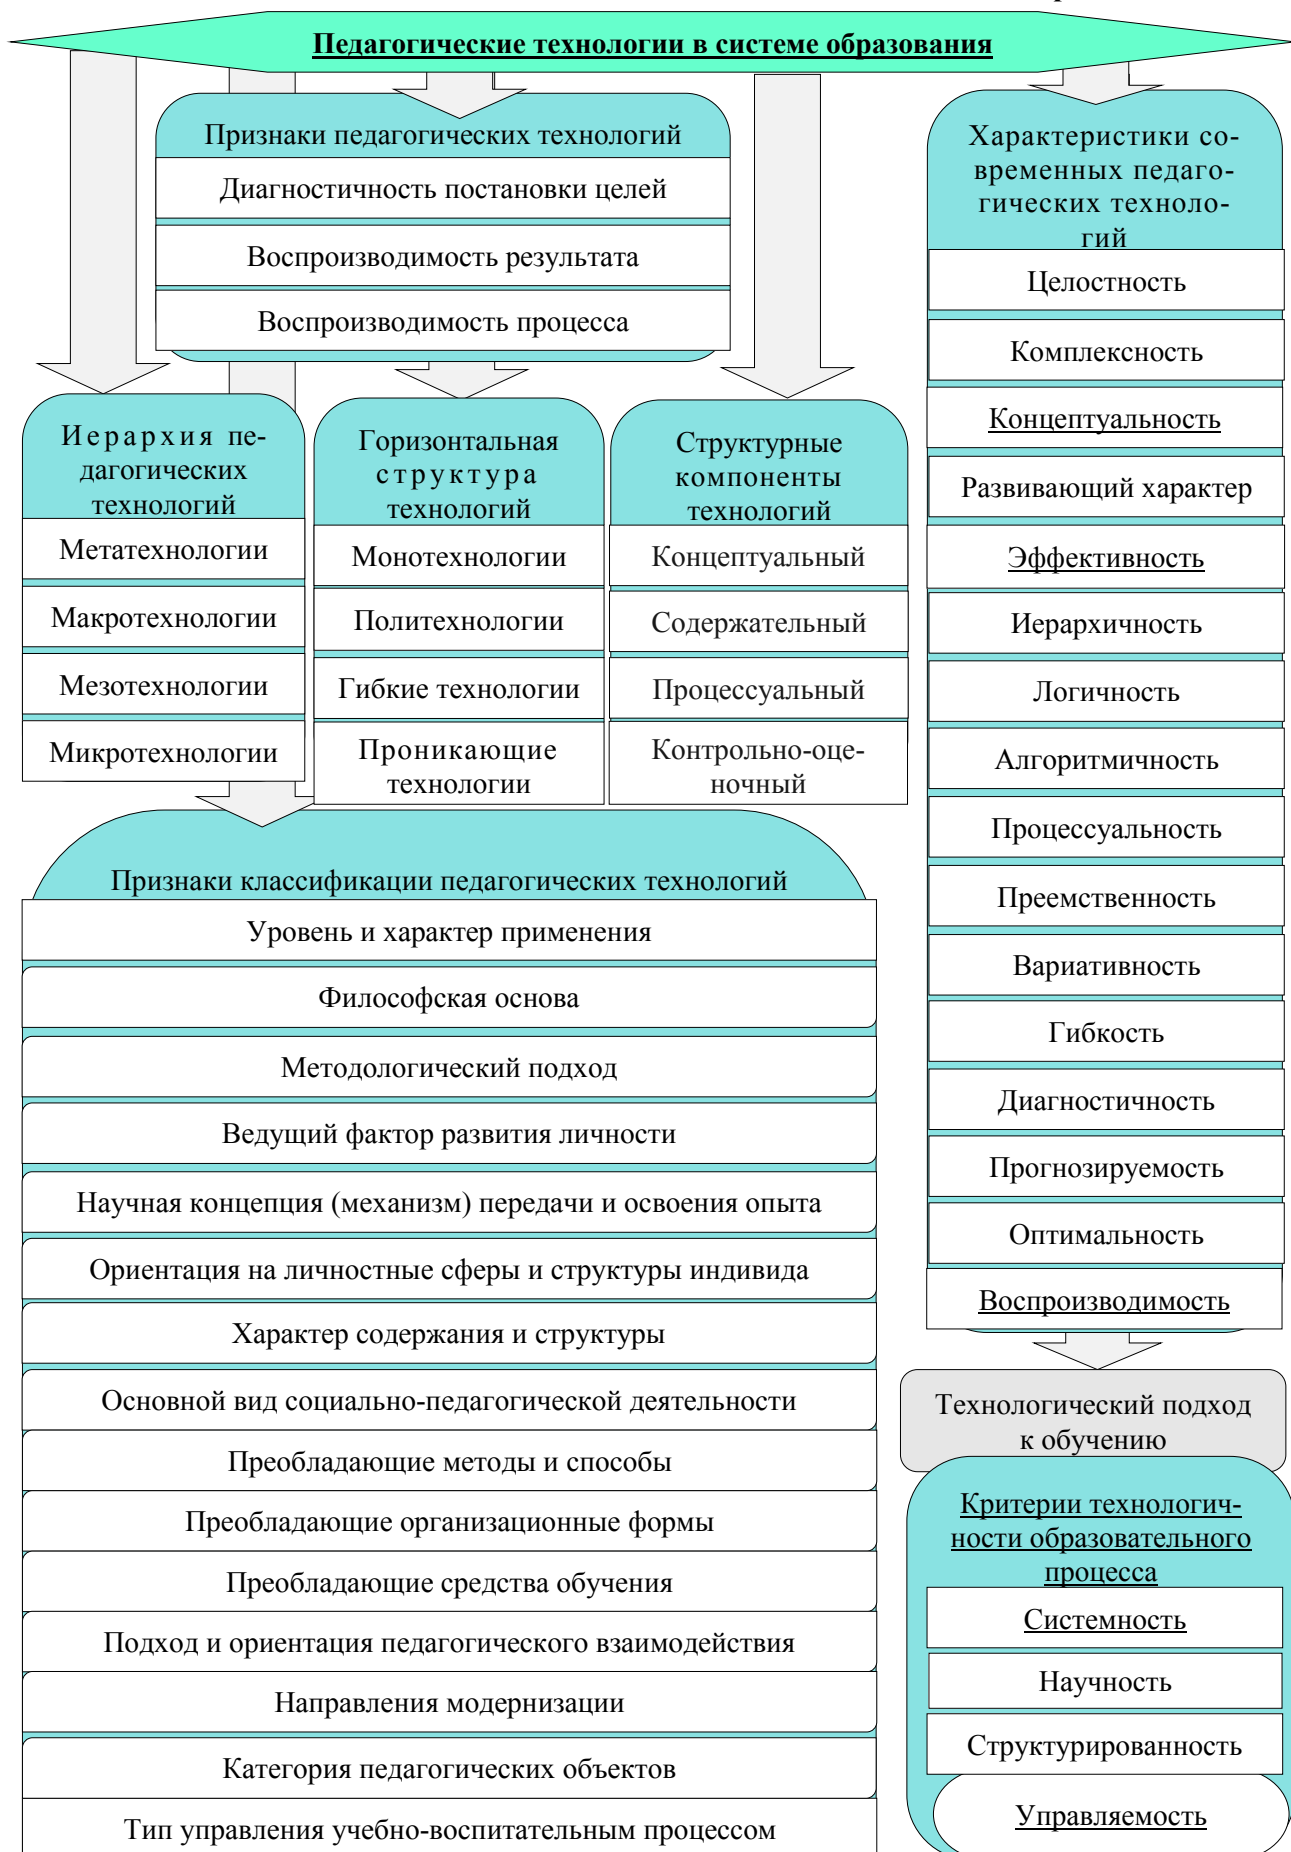 Педагогические технологии в системе образования
Признаки педагогических технологий
Диагностичность постановки целей
Воспроизводимость результата
Воспроизводимость процесса
Иерархия пе-
дагогических
технологий
Метатехнологии
Макротехнологии
Мезотехнологии
Микротехнологии
Горизонтальная
структура
технологий
Монотехнологии
Политехнологии
Гибкие технологии
Проникающие
технологии
Структурные
компоненты
технологий
Концептуальный
Содержательный
Процессуальный
Контрольно-оце-
ночный
Признаки классификации педагогических технологий
Уровень и характер применения
Философская основа
Методологический подход
Ведущий фактор развития личности
Научная концепция (механизм) передачи и освоения опыта
Ориентация на личностные сферы и структуры индивида
Характер содержания и структуры
Основной вид социально-педагогической деятельности
Преобладающие методы и способы
Преобладающие организационные формы
Преобладающие средства обучения
Подход и ориентация педагогического взаимодействия
Направления модернизации
Категория педагогических объектов
Тип управления учебно-воспитательным процессом
Характеристики со-
временных педаго-
гических техноло-
гий
Целостность
Комплексность
Концептуальность
Развивающий характер
Эффективность
Иерархичность
Логичность
Алгоритмичность
Процессуальность
Преемственность
Вариативность
Гибкость
Диагностичность
Прогнозируемость
Оптимальность
Воспроизводимость
Технологический подход
к обучению
Критерии технологич-
ности образовательного
процесса
Системность
Научность
Структурированность
Управляемость